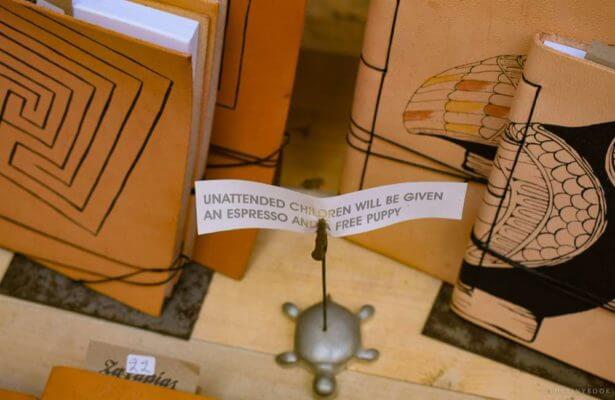 UNATTENDED CHILDREN WILL BE GIVEN
AN ESPRESSO AND A FREE PUPPY
22